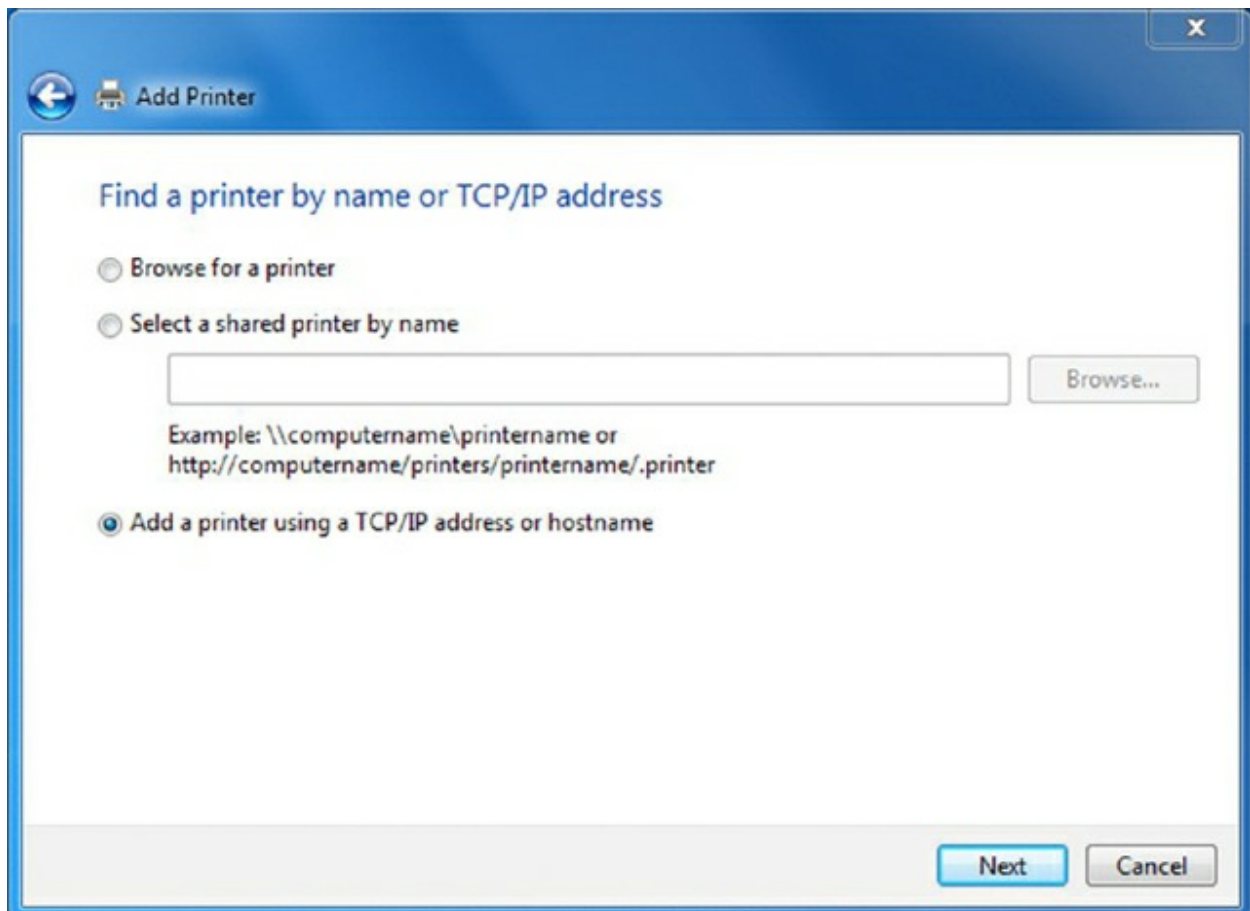 Add Printer
Find a printer by name or TCP/IP address
Browse for a printer
Select a shared printer by name
Browse...
Example: \\computername\printername or
http://computername/printers/printername/.printer
Add a printer using a TCP/IP address or hostname
Next
Cancel